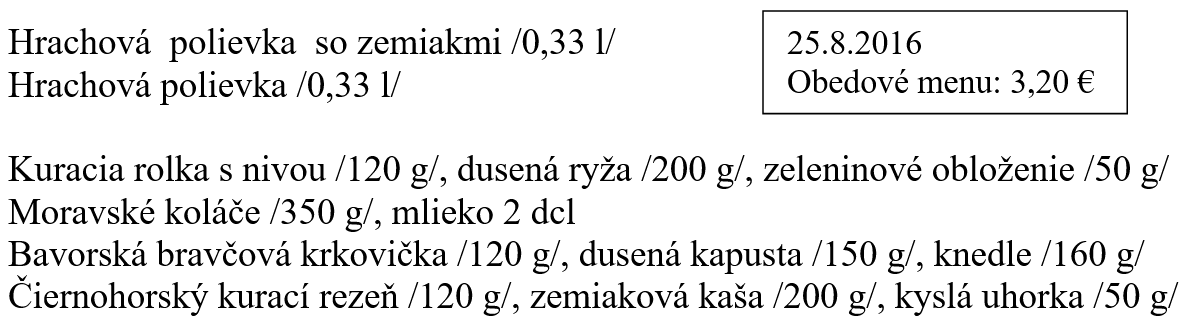 Hrachová polievka so zemiakmi /0,33 l/
Hrachová polievka /0,33 l/
25.8.2016
Obedové menu: 3,20 €
Kuracia rolka s nivou /120 g/, dusená ryža /200 g/, zeleninové obloženie /50 g/
Moravské koláče /350 g/, mlieko 2 dcl
Bavorská bravčová krkovička /120 g/, dusená kapusta /150 g/, knedle /160 g/
Čiernohorský kurací rezeň /120 g/, zemiaková kaša /200 g/, kyslá uhorka /50 g/